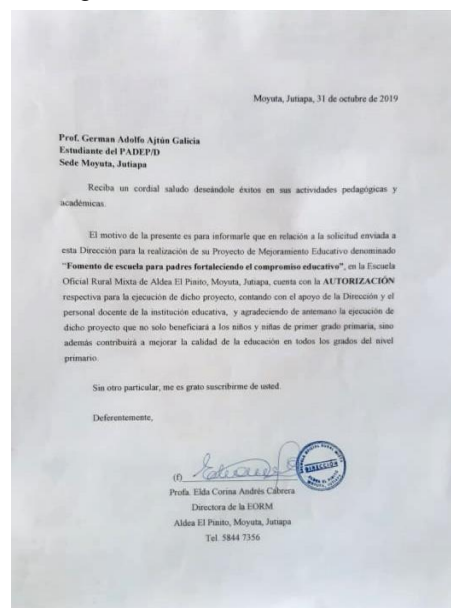 Moyuta, Jutiapa, 31 de octubre de 2019
Prof. German Adolfo Ajtún Galicia
Estudiante del PADEP/D
Sede Moyuta, Jutiapa
Reciba un cordial saludo deseándole éxitos en sus actividades pedagógicas y
académicas.
El motivo de la presente es para informarle que en relación a la solicitud enviada a
esta Dirección para la realización de su Proyecto de Mejoramiento Educativo denominado
"Fomento de escuela para padres fortaleciendo el compromiso educativo", en la Escuela
Oficial Rural Mixta de Aldea El Pinito, Moyuta, Jutiapa, cuenta con la AUTORIZACIÓN
respectiva para la ejecución de dicho proyecto, contando con el apoyo de la Dirección y el
personal docente de la institución educativa, y agradeciendo de antemano la ejecución de
dicho proyecto que no solo beneficiará a los niños y niñas de primer grado primaria, sino
además contribuirá a mejorar la calidad de la educación en todos los grados del nivel
primario.
Sin otro particular, me es grato suscribirme de usted.
Deferentemente,
(f)
DIRECCIÓN
Profa. Elda Corina Andrés Cabrera
Directora de la EORM
Aldea El Pinito, Moyuta, Jutiapa
Tel. 5844 7356